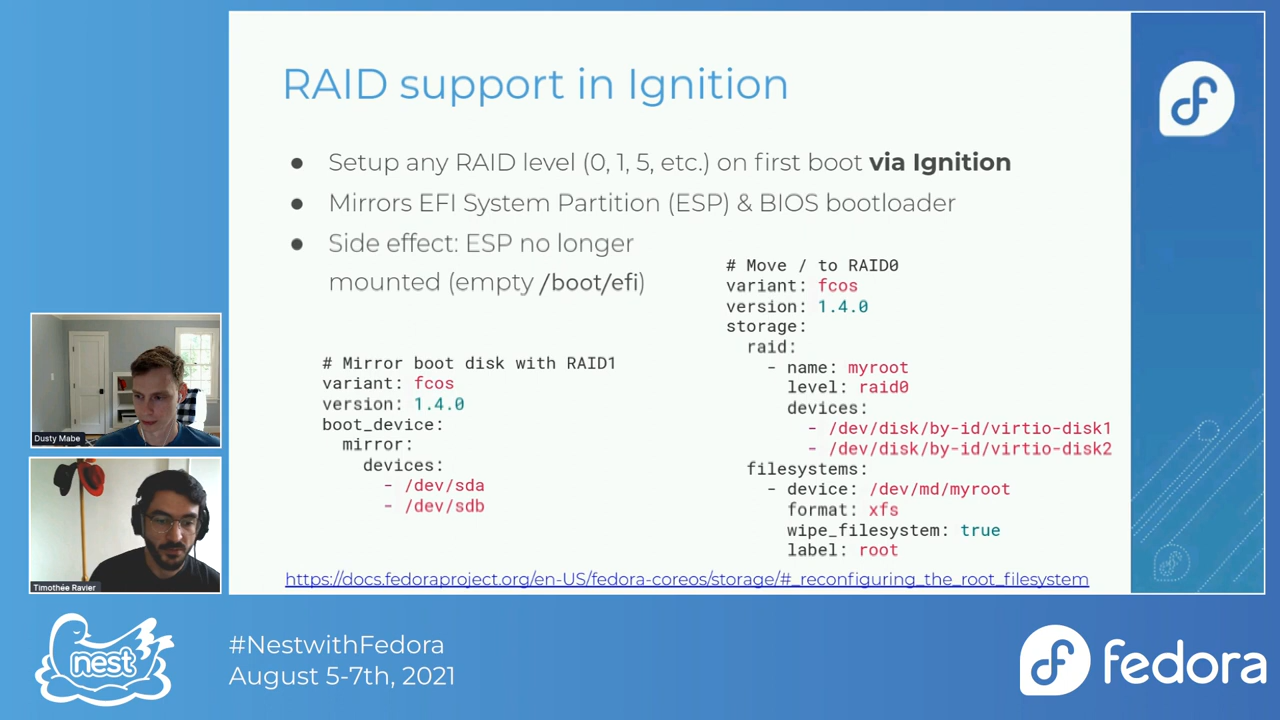 RAID support in Ignition
● Setup any RAID level (0, 1, 5, etc.) on first boot via Ignition
● Mirrors EFI System Partition (ESP) & BIOS bootloader
● Side effect: ESP no longer
mounted (empty /boot/efi)
# Mirror boot disk with RAID1
variant: fcos
version: 1.4.0
boot_device:
  mirror:
    devices:
      - /dev/sda
      - /dev/sdb
# Move / to RAID0
variant: fcos
version: 1.4.0
storage:
  raid:
    - name: myroot
      level: raid0
      devices:
        - /dev/disk/by-id/virtio-disk1
        - /dev/disk/by-id/virtio-disk2
  filesystems:
    - device: /dev/md/myroot
      format: xfs
      wipe_filesystem: true
      label: root
https://docs.fedoraproject.org/en-US/fedora-coreos/storage/#_reconfiguring_the_root_filesystem
Dusty Mabe
Timothée Ravier
nest
#NestwithFedora
August 5-7th, 2021
fedora